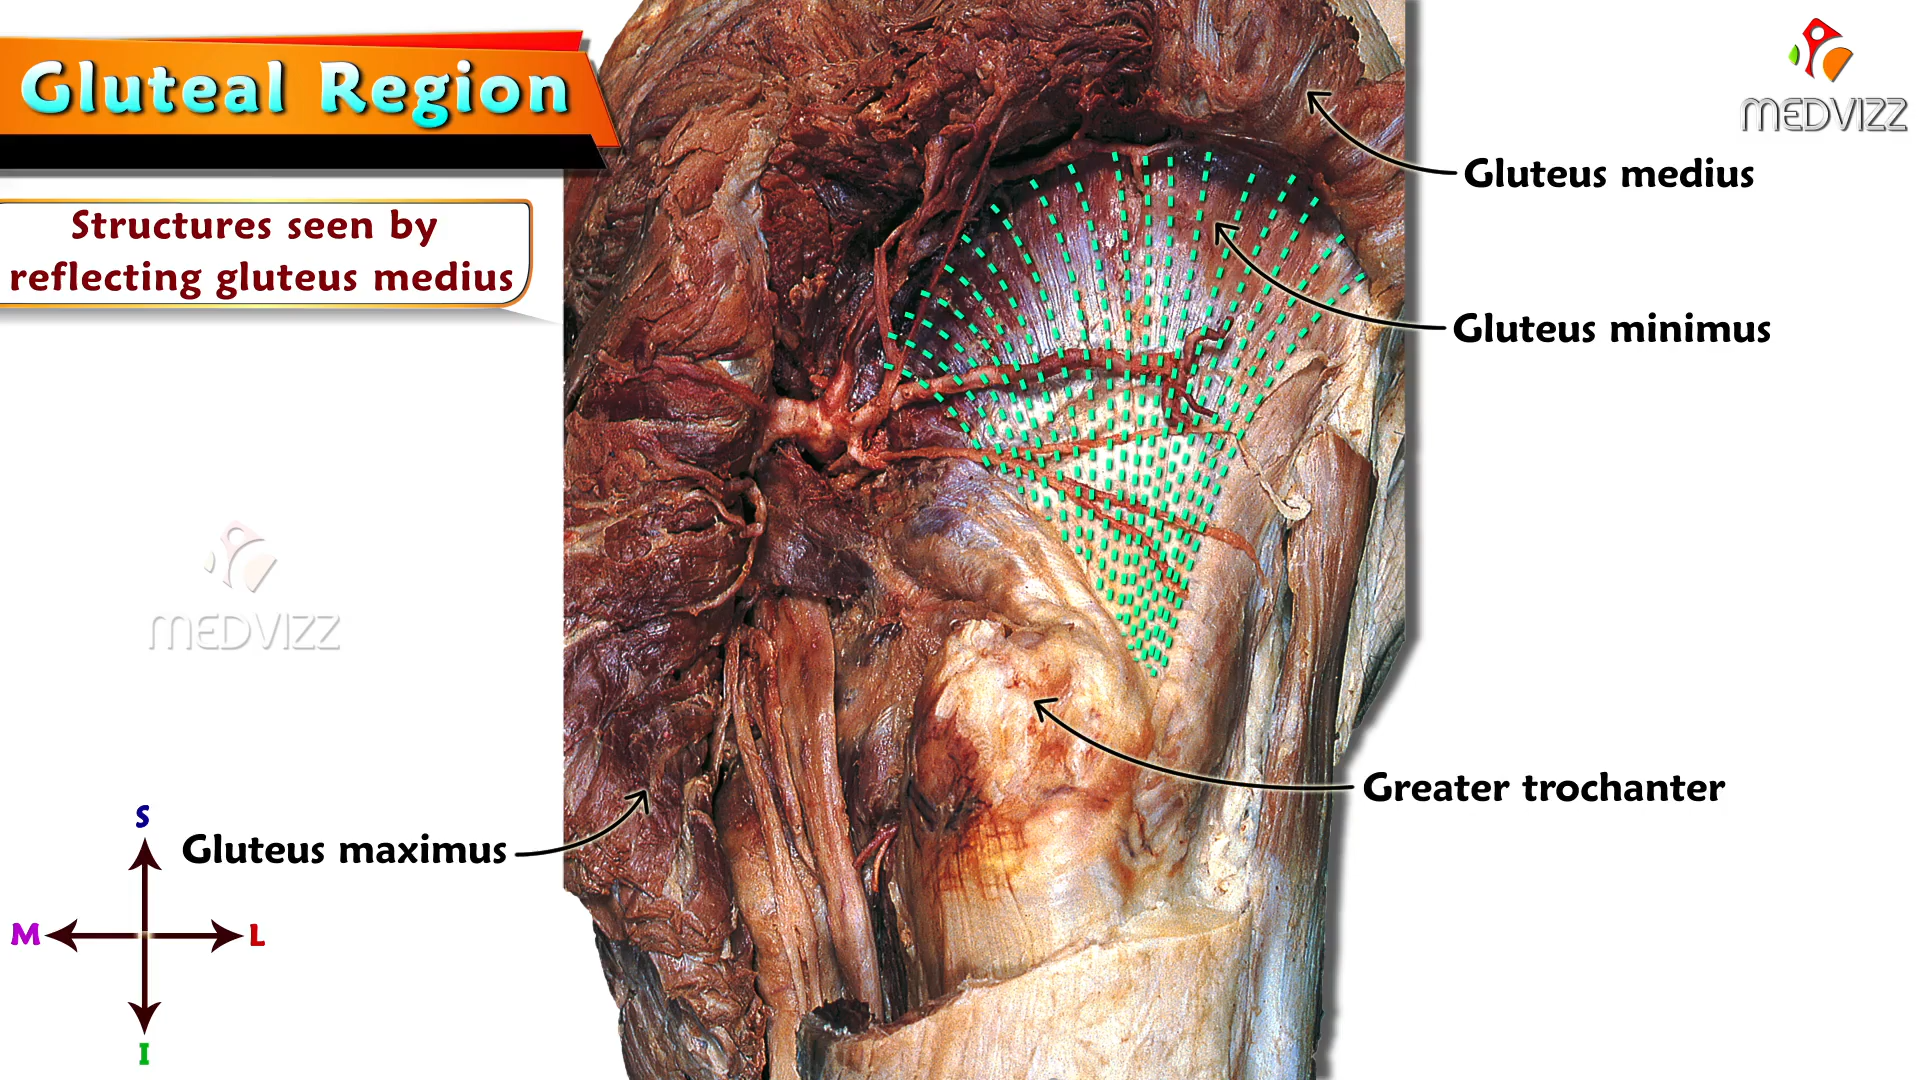 Gluteal Region
MEDVIZZ
Structures seen by
reflecting gluteus medius
Gluteus medius
Gluteus minimus
MEDVIZZ
Greater trochanter
Gluteus maximus
S
M
L
I